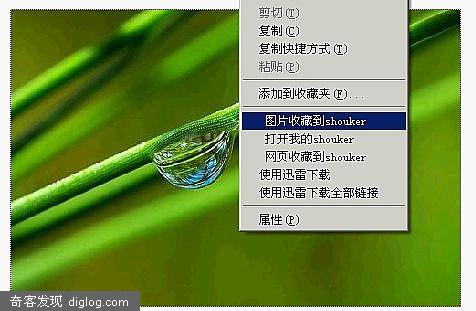 剪切(T)
复制(C)
复制快捷方式(T)
粘贴(P)
添加到收藏夹(F)...
图片收藏到shouker
打开我的shouker
网页收藏到shouker
使用迅雷下载
使用迅雷下载全部链接
属性(P)
奇客发现 diglog.com